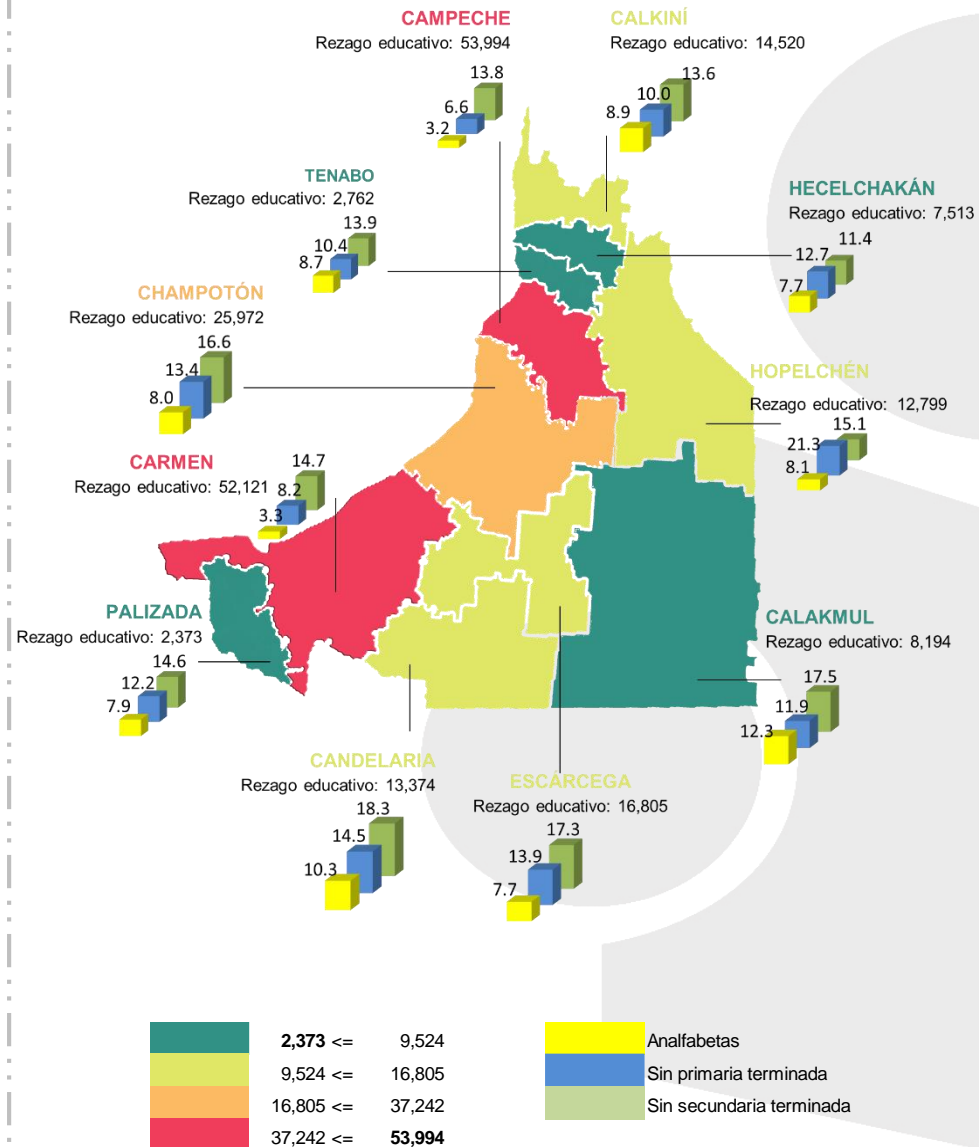 CAMPECHE
Rezago educativo: 53,994
13.8
6.6
3.2
CALKINÍ
Rezago educativo: 14,520
13.6
10.0
8.9
TENABO
Rezago educativo: 2,762
13.9
10.4
8.7
HECELCHAKÁN
Rezago educativo: 7,513
11.4
12.7
7.7
CHAMPOTÓN
Rezago educativo: 25,972
16.6
13.4
8.0
HOPELCHÉN
Rezago educativo: 12,799
15.1
21.3
8.1
CARMEN
Rezago educativo: 52,121
14.7
8.2
3.3
PALIZADA
Rezago educativo: 2,373
14.6
12.2
7.9
CALAKMUL
Rezago educativo: 8,194
17.5
11.9
12.3
CANDELARIA
Rezago educativo: 13,374
18.3
14.5
10.3
ESCÁRCEGA
Rezago educativo: 16,805
17.3
13.9
7.7
2,373 <= 9,524
9,524 <= 16,805
16,805 <= 37,242
37,242 <= 53,994
Analfabetas
Sin primaria terminada
Sin secundaria terminada